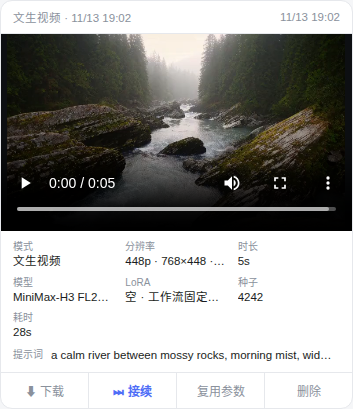 文生视频 · 11/13 19:02
11/13 19:02
0:00 / 0:05
模式
分辨率
时长
文生视频
448p · 768×448 ·…
5s
模型
LoRA
种子
MiniMax-H3 FL2…
空 · 工作流固定…
4242
耗时
28s
提示词 a calm river between mossy rocks, morning mist, wid…
⬇ 下载
⏭ 接续
复用参数
删除